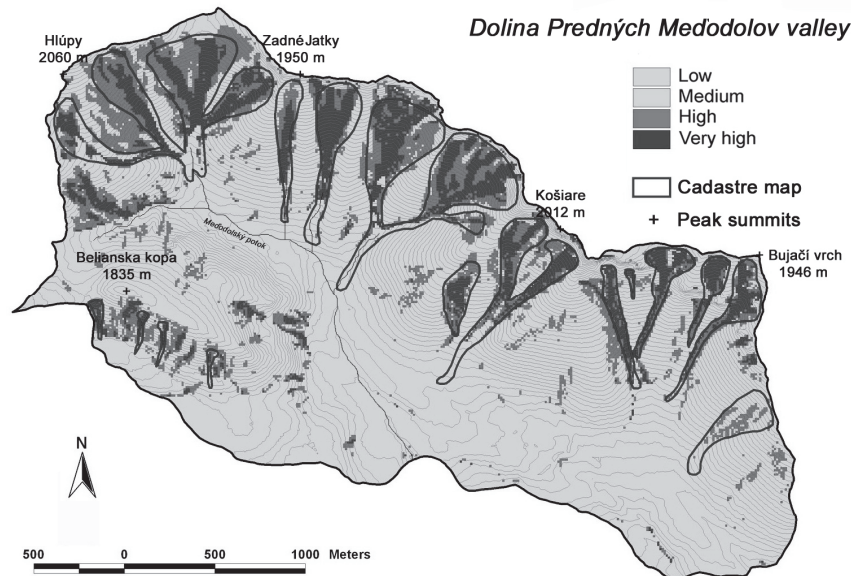 Dolina Predných Meďodolov valley
Hlúpy
2060 m
Zadné Jatky
1950 m
Low
Medium
High
Very high
Cadastre map
Peak summits
Košiare
2012 m
Meďodolský potok
Belianska kopa
1835 m
Bujačí vrch
1946 m
N
500 0 500 1000 Meters